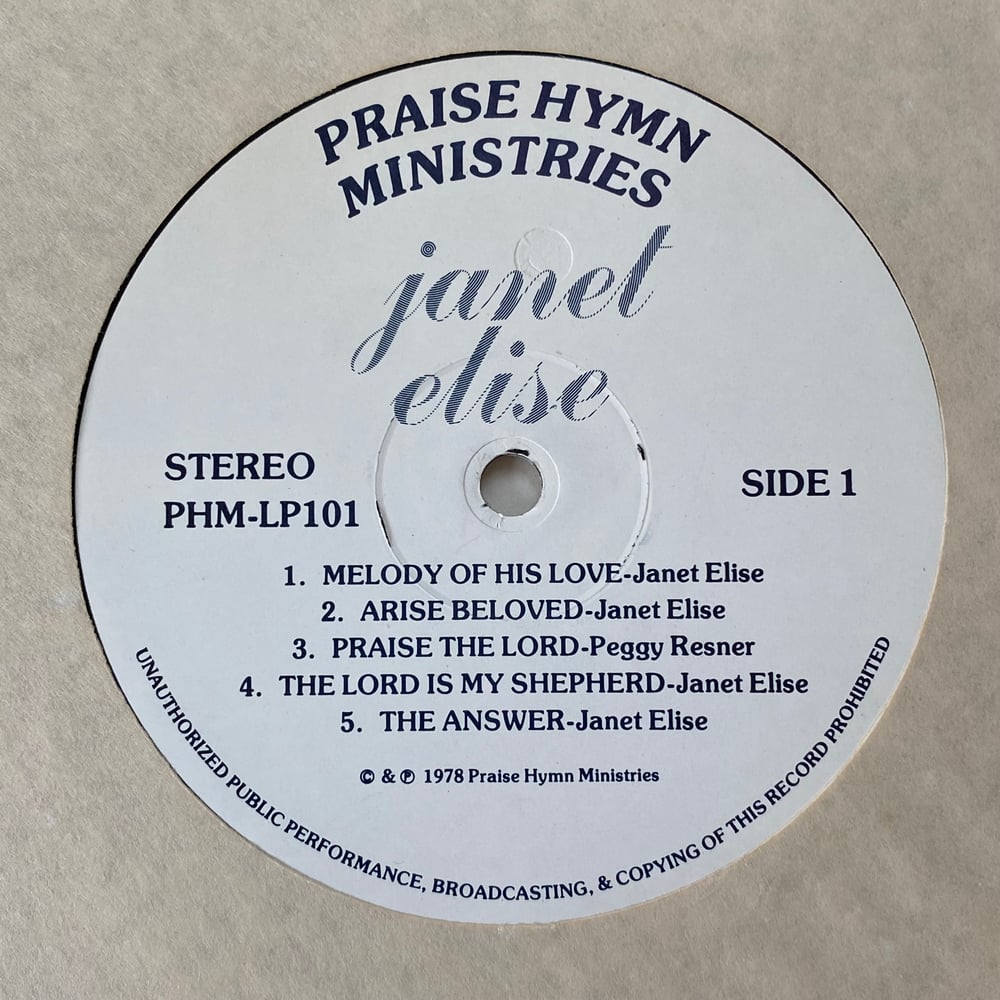 PRAISE HYMN
MINISTRIES
janet
elise
STEREO
PHM-LP101
SIDE 1
1. MELODY OF HIS LOVE-Janet Elise
2. ARISE BELOVED-Janet Elise
3. PRAISE THE LORD-Peggy Resner
4. THE LORD IS MY SHEPHERD-Janet Elise
5. THE ANSWER-Janet Elise
© & ℗ 1978 Praise Hymn Ministries
UNAUTHORIZED PUBLIC PERFORMANCE, BROADCASTING, & COPYING OF THIS RECORD PROHIBITED